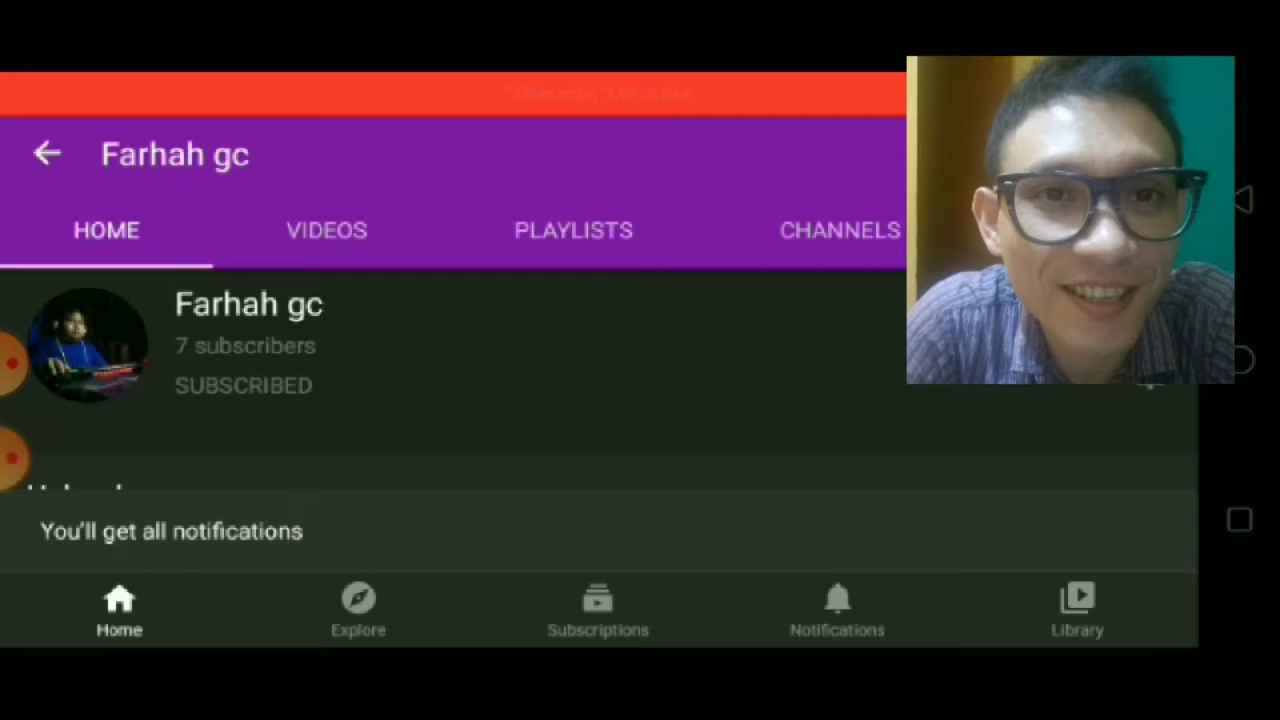 Farhah gc
HOME VIDEOS PLAYLISTS CHANNELS
Farhah gc
7 subscribers
SUBSCRIBED
You'll get all notifications
Home Explore Subscriptions Notifications Library